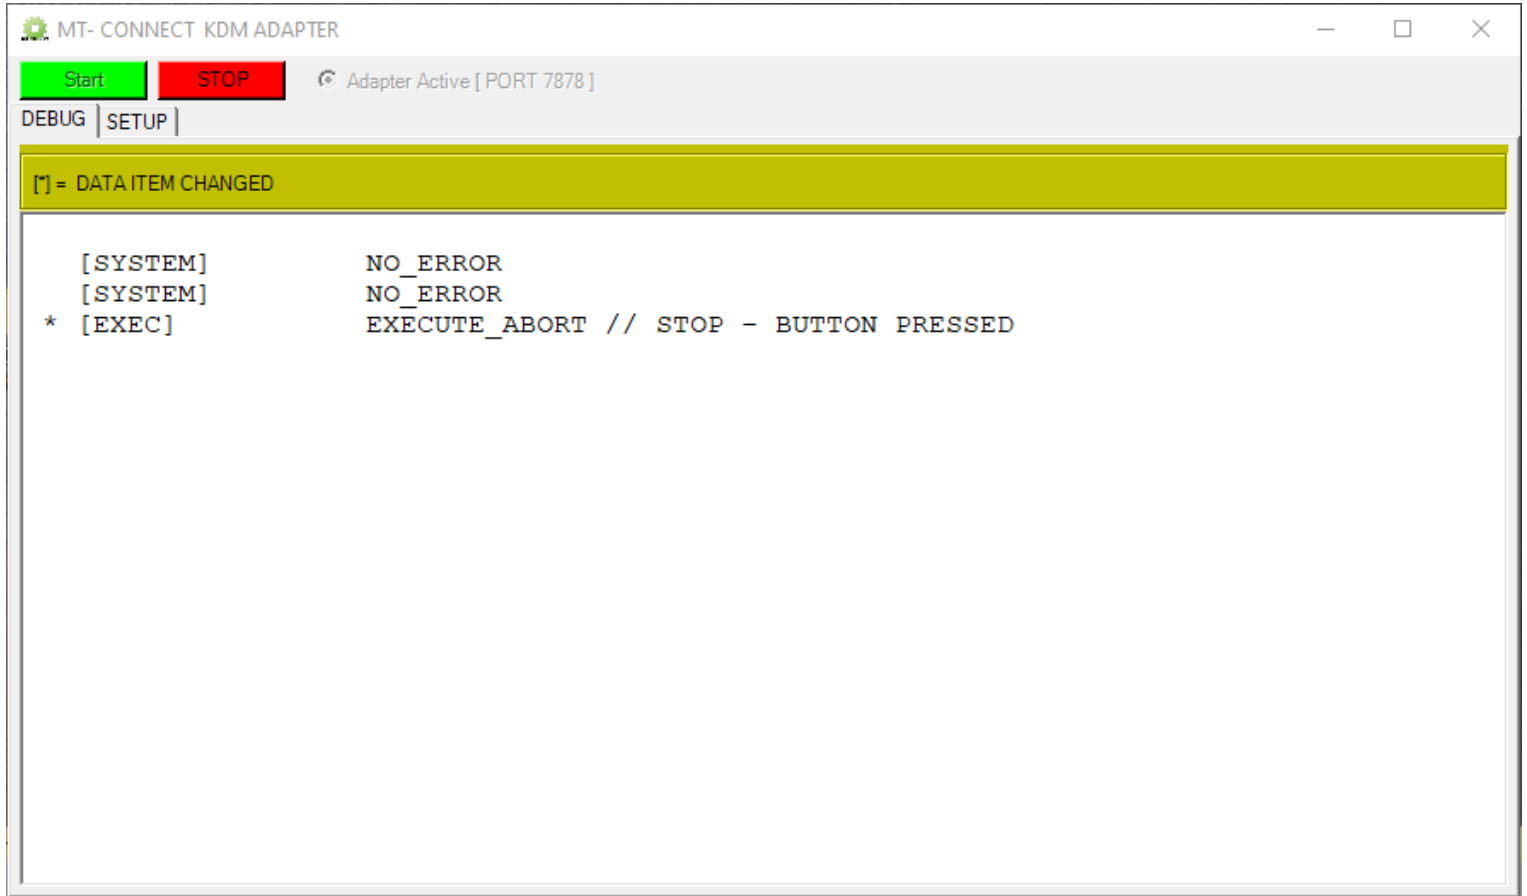 MT- CONNECT KDM ADAPTER
Start STOP Adapter Active [ PORT 7878 ]
DEBUG SETUP
[*] = DATA ITEM CHANGED
[SYSTEM] NO_ERROR
[SYSTEM] NO_ERROR
* [EXEC] EXECUTE_ABORT // STOP - BUTTON PRESSED